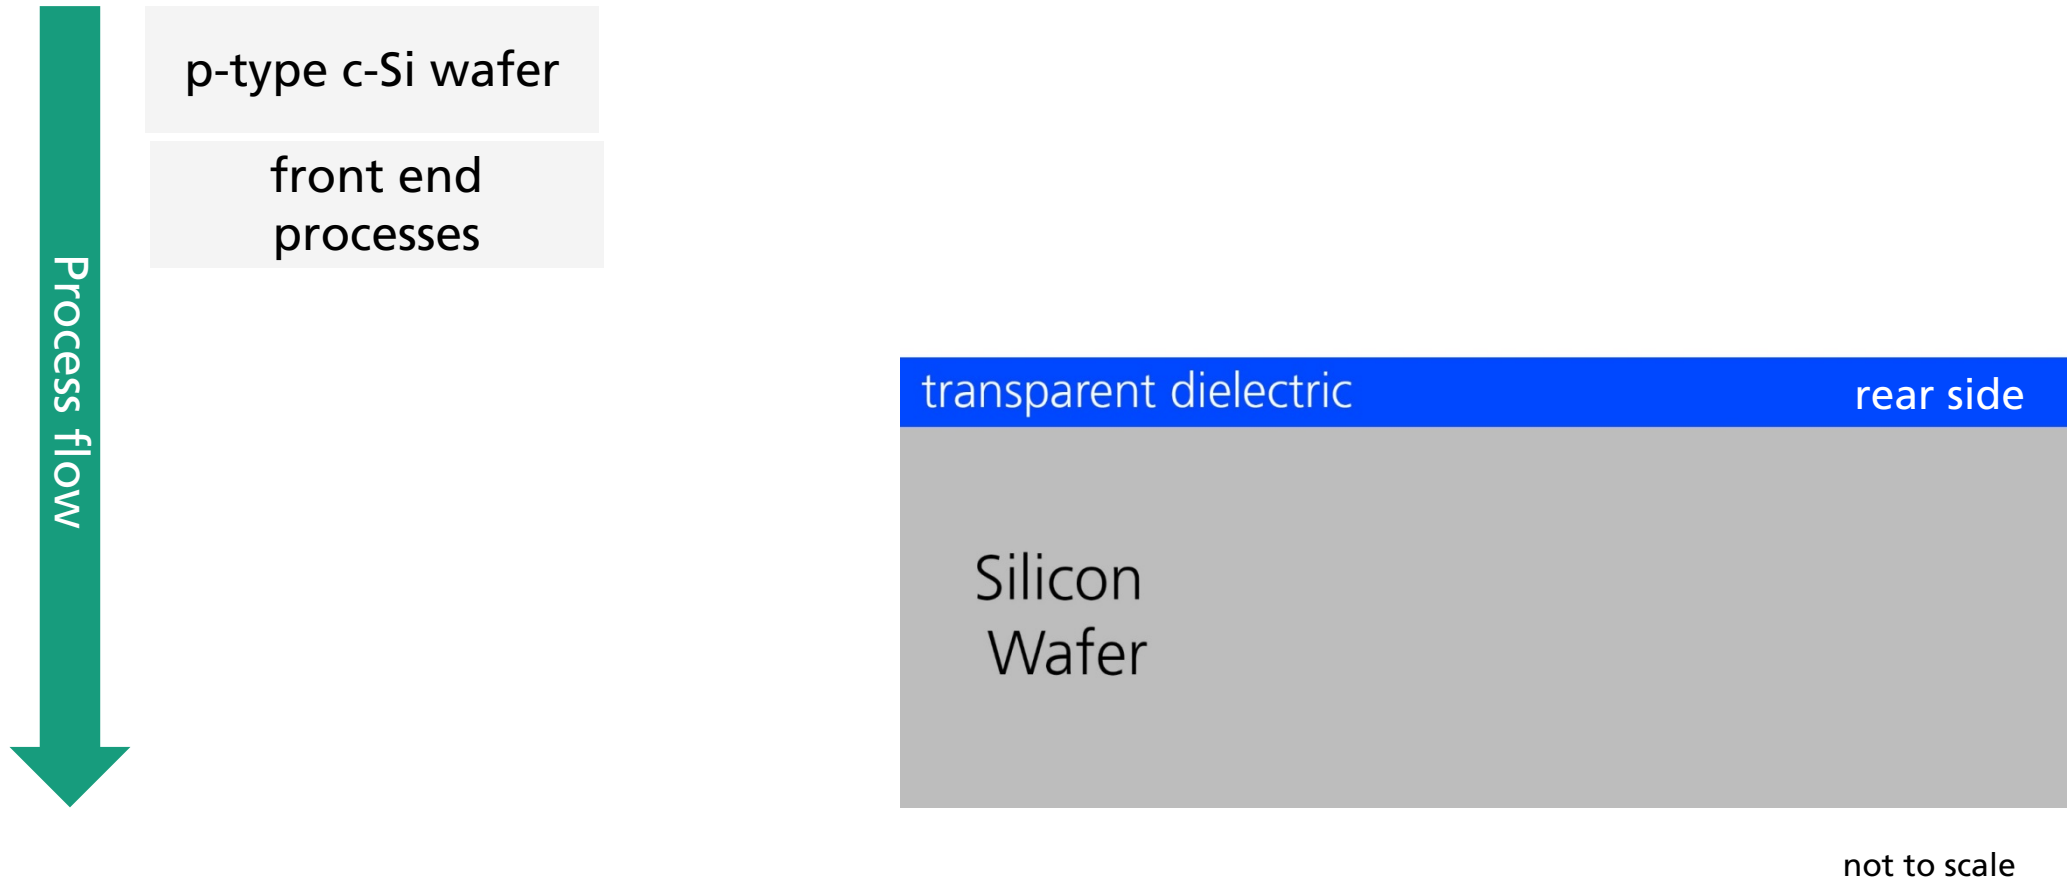 p-type c-Si wafer
front end
processes
Process flow
transparent dielectric
rear side
Silicon
Wafer
not to scale